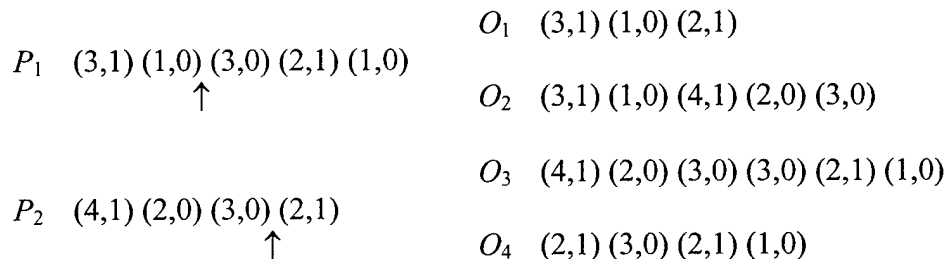 P₁ (3,1) (1,0) (3,0) (2,1) (1,0)
↑
P₂ (4,1) (2,0) (3,0) (2,1)
↑
O₁ (3,1) (1,0) (2,1)
O₂ (3,1) (1,0) (4,1) (2,0) (3,0)
O₃ (4,1) (2,0) (3,0) (3,0) (2,1) (1,0)
O₄ (2,1) (3,0) (2,1) (1,0)